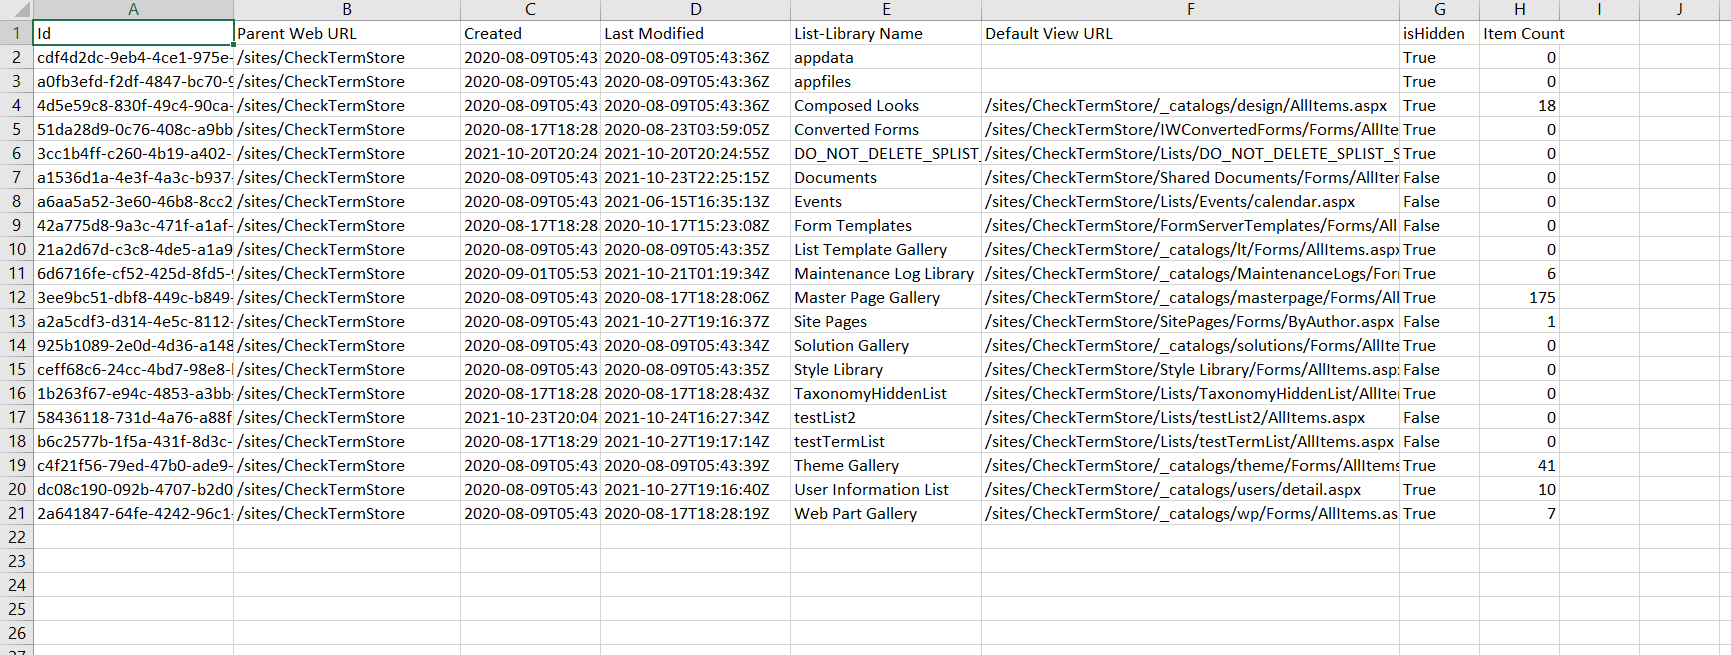 A B C D E F G H I J
1 Id Parent Web URL Created Last Modified List-Library Name Default View URL isHidden Item Count
2 cdf4d2dc-9eb4-4ce1-975e- /sites/CheckTermStore 2020-08-09T05:43 2020-08-09T05:43:36Z appdata True 0
3 a0fb3efd-f2df-4847-bc70-9 /sites/CheckTermStore 2020-08-09T05:43 2020-08-09T05:43:36Z appfiles True 0
4 4d5e59c8-830f-49c4-90ca- /sites/CheckTermStore 2020-08-09T05:43 2020-08-09T05:43:36Z Composed Looks /sites/CheckTermStore/_catalogs/design/AllItems.aspx True 18
5 51da28d9-0c76-408c-a9bb /sites/CheckTermStore 2020-08-17T18:28 2020-08-23T03:59:05Z Converted Forms /sites/CheckTermStore/IWConvertedForms/Forms/AllIte True 0
6 3cc1b4ff-c260-4b19-a402- /sites/CheckTermStore 2021-10-20T20:24 2021-10-20T20:24:55Z DO_NOT_DELETE_SPLIST_ /sites/CheckTermStore/Lists/DO_NOT_DELETE_SPLIST_S True 0
7 a1536d1a-4e3f-4a3c-b937- /sites/CheckTermStore 2020-08-09T05:43 2021-10-23T22:25:15Z Documents /sites/CheckTermStore/Shared Documents/Forms/AllIter False 0
8 a6aa5a52-3e60-46b8-8cc2 /sites/CheckTermStore 2020-08-09T05:43 2021-06-15T16:35:13Z Events /sites/CheckTermStore/Lists/Events/calendar.aspx False 0
9 42a775d8-9a3c-471f-a1af- /sites/CheckTermStore 2020-08-17T18:28 2020-10-17T15:23:08Z Form Templates /sites/CheckTermStore/FormServerTemplates/Forms/All False 0
10 21a2d67d-c3c8-4de5-a1a9 /sites/CheckTermStore 2020-08-09T05:43 2020-08-09T05:43:35Z List Template Gallery /sites/CheckTermStore/_catalogs/lt/Forms/AllItems.aspx True 0
11 6d6716fe-cf52-425d-8fd5- /sites/CheckTermStore 2020-09-01T05:53 2021-10-21T01:19:34Z Maintenance Log Library /sites/CheckTermStore/_catalogs/MaintenanceLogs/For True 6
12 3ee9bc51-dbf8-449c-b849- /sites/CheckTermStore 2020-08-09T05:43 2020-08-17T18:28:06Z Master Page Gallery /sites/CheckTermStore/_catalogs/masterpage/Forms/All True 175
13 a2a5cdf3-d314-4e5c-8112- /sites/CheckTermStore 2020-08-09T05:43 2021-10-27T19:16:37Z Site Pages /sites/CheckTermStore/SitePages/Forms/ByAuthor.aspx False 1
14 925b1089-2e0d-4d36-a148 /sites/CheckTermStore 2020-08-09T05:43 2020-08-09T05:43:34Z Solution Gallery /sites/CheckTermStore/_catalogs/solutions/Forms/AllIte True 0
15 ceff68c6-24cc-4bd7-98e8- /sites/CheckTermStore 2020-08-09T05:43 2020-08-09T05:43:35Z Style Library /sites/CheckTermStore/Style Library/Forms/AllItems.asp False 0
16 1b263f67-e94c-4853-a3bb- /sites/CheckTermStore 2020-08-17T18:28 2020-08-17T18:28:43Z TaxonomyHiddenList /sites/CheckTermStore/Lists/TaxonomyHiddenList/AllIte True 0
17 58436118-731d-4a76-a88f /sites/CheckTermStore 2021-10-23T20:04 2021-10-24T16:27:34Z testList2 /sites/CheckTermStore/Lists/testList2/AllItems.aspx False 0
18 b6c2577b-1f5a-431f-8d3c- /sites/CheckTermStore 2020-08-17T18:29 2021-10-27T19:17:14Z testTermList /sites/CheckTermStore/Lists/testTermList/AllItems.aspx False 0
19 c4f21f56-79ed-47b0-ade9- /sites/CheckTermStore 2020-08-09T05:43 2020-08-09T05:43:39Z Theme Gallery /sites/CheckTermStore/_catalogs/theme/Forms/AllItems True 41
20 dc08c190-092b-4707-b2d0 /sites/CheckTermStore 2020-08-09T05:43 2021-10-27T19:16:40Z User Information List /sites/CheckTermStore/_catalogs/users/detail.aspx True 10
21 2a641847-64fe-4242-96c1- /sites/CheckTermStore 2020-08-09T05:43 2020-08-17T18:28:19Z Web Part Gallery /sites/CheckTermStore/_catalogs/wp/Forms/AllItems.as True 7
22
23
24
25
26
27